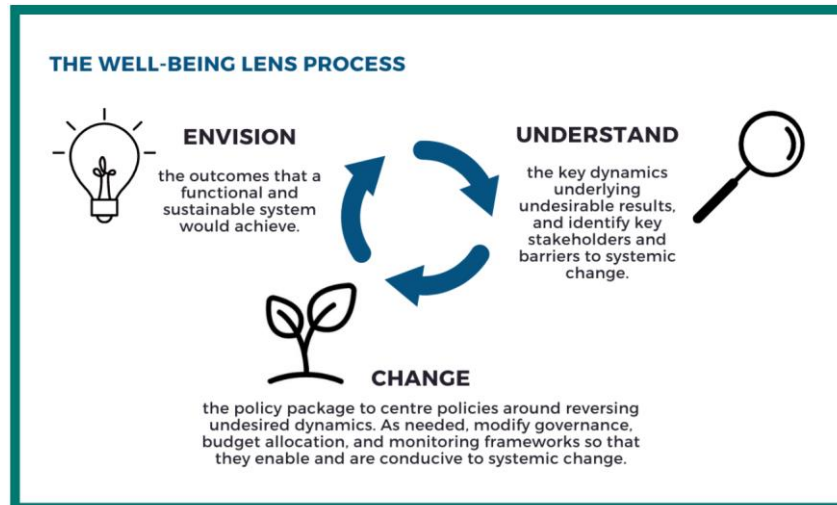 THE WELL-BEING LENS PROCESS
ENVISION
the outcomes that a
functional and
sustainable system
would achieve.
UNDERSTAND
the key dynamics
underlying
undesirable results,
and identify key
stakeholders and
barriers to systemic
change.
CHANGE
the policy package to centre policies around reversing
undesired dynamics. As needed, modify governance,
budget allocation, and monitoring frameworks so that
they enable and are conducive to systemic change.